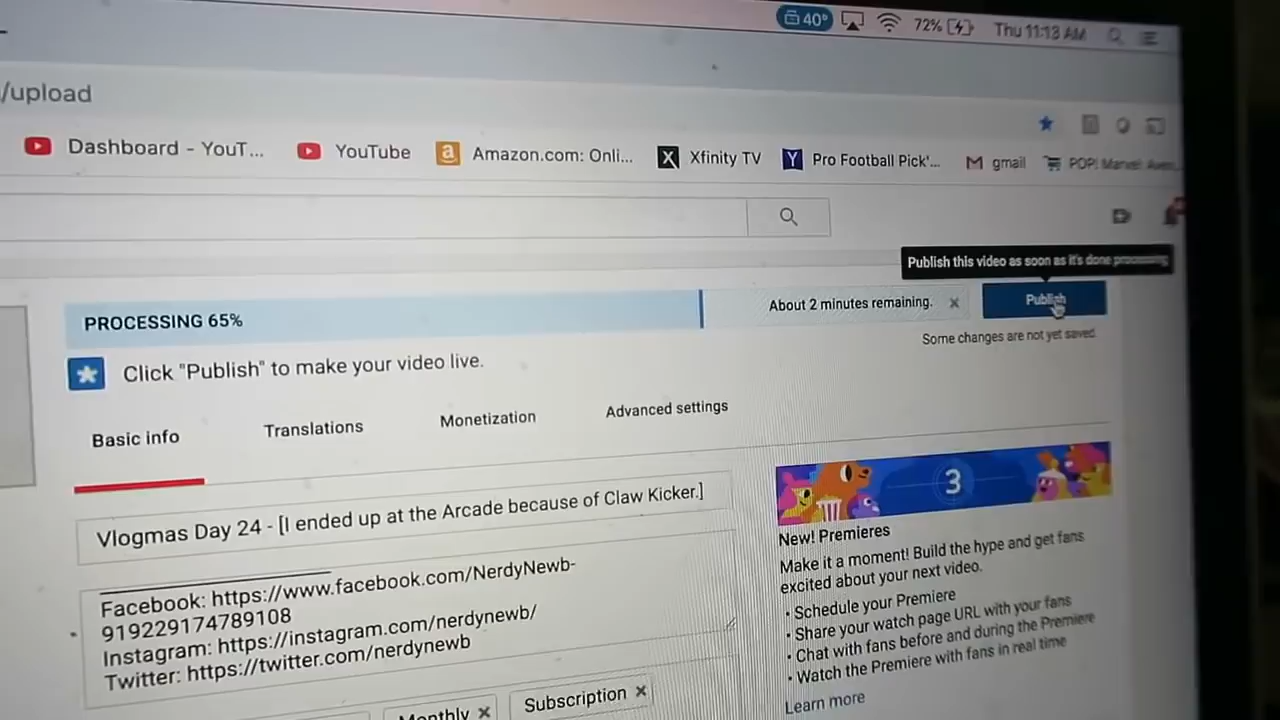 40°
72%
Thu 11:13 AM
/upload
Dashboard - YouT...
YouTube
Amazon.com: Onli...
Xfinity TV
Pro Football Pick'...
gmail
POP! Marvel:
Publish this video as soon as it's done processing
PROCESSING 65%
About 2 minutes remaining.
Publish
Some changes are not yet saved.
Click "Publish" to make your video live.
Basic info
Translations
Monetization
Advanced settings
Vlogmas Day 24 - [I ended up at the Arcade because of Claw Kicker.]
Facebook: https://www.facebook.com/NerdyNewb-
919229174789108
Instagram: https://instagram.com/nerdynewb/
Twitter: https://twitter.com/nerdynewb
Monthly
Subscription
3
New! Premieres
Make it a moment! Build the hype and get fans
excited about your next video.
• Schedule your Premiere
• Share your watch page URL with your fans
• Chat with fans before and during the Premiere
• Watch the Premiere with fans in real time
Learn more